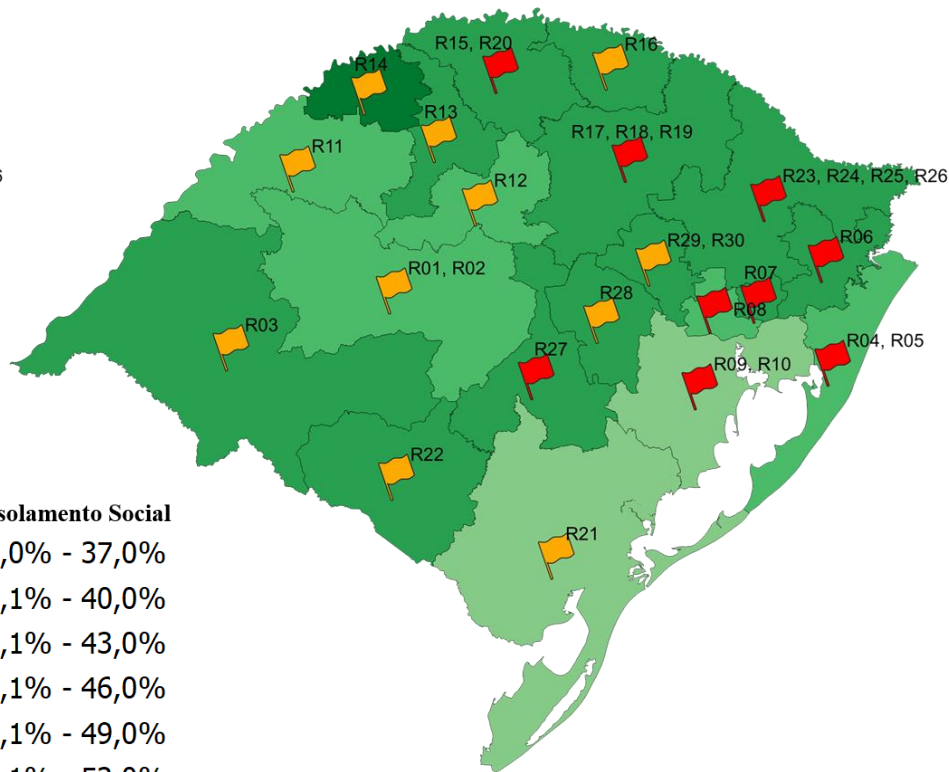 R15, R20
R16
R14
R13
R17, R18, R19
R11
R12
R23, R24, R25, R26
R06
R29, R30
R01, R02
R07
R28
R08
R03
R04, R05
R27
R09, R10
R22
solamento Social
,0% - 37,0%
,1% - 40,0%
,1% - 43,0%
R21
,1% - 46,0%
,1% - 49,0%